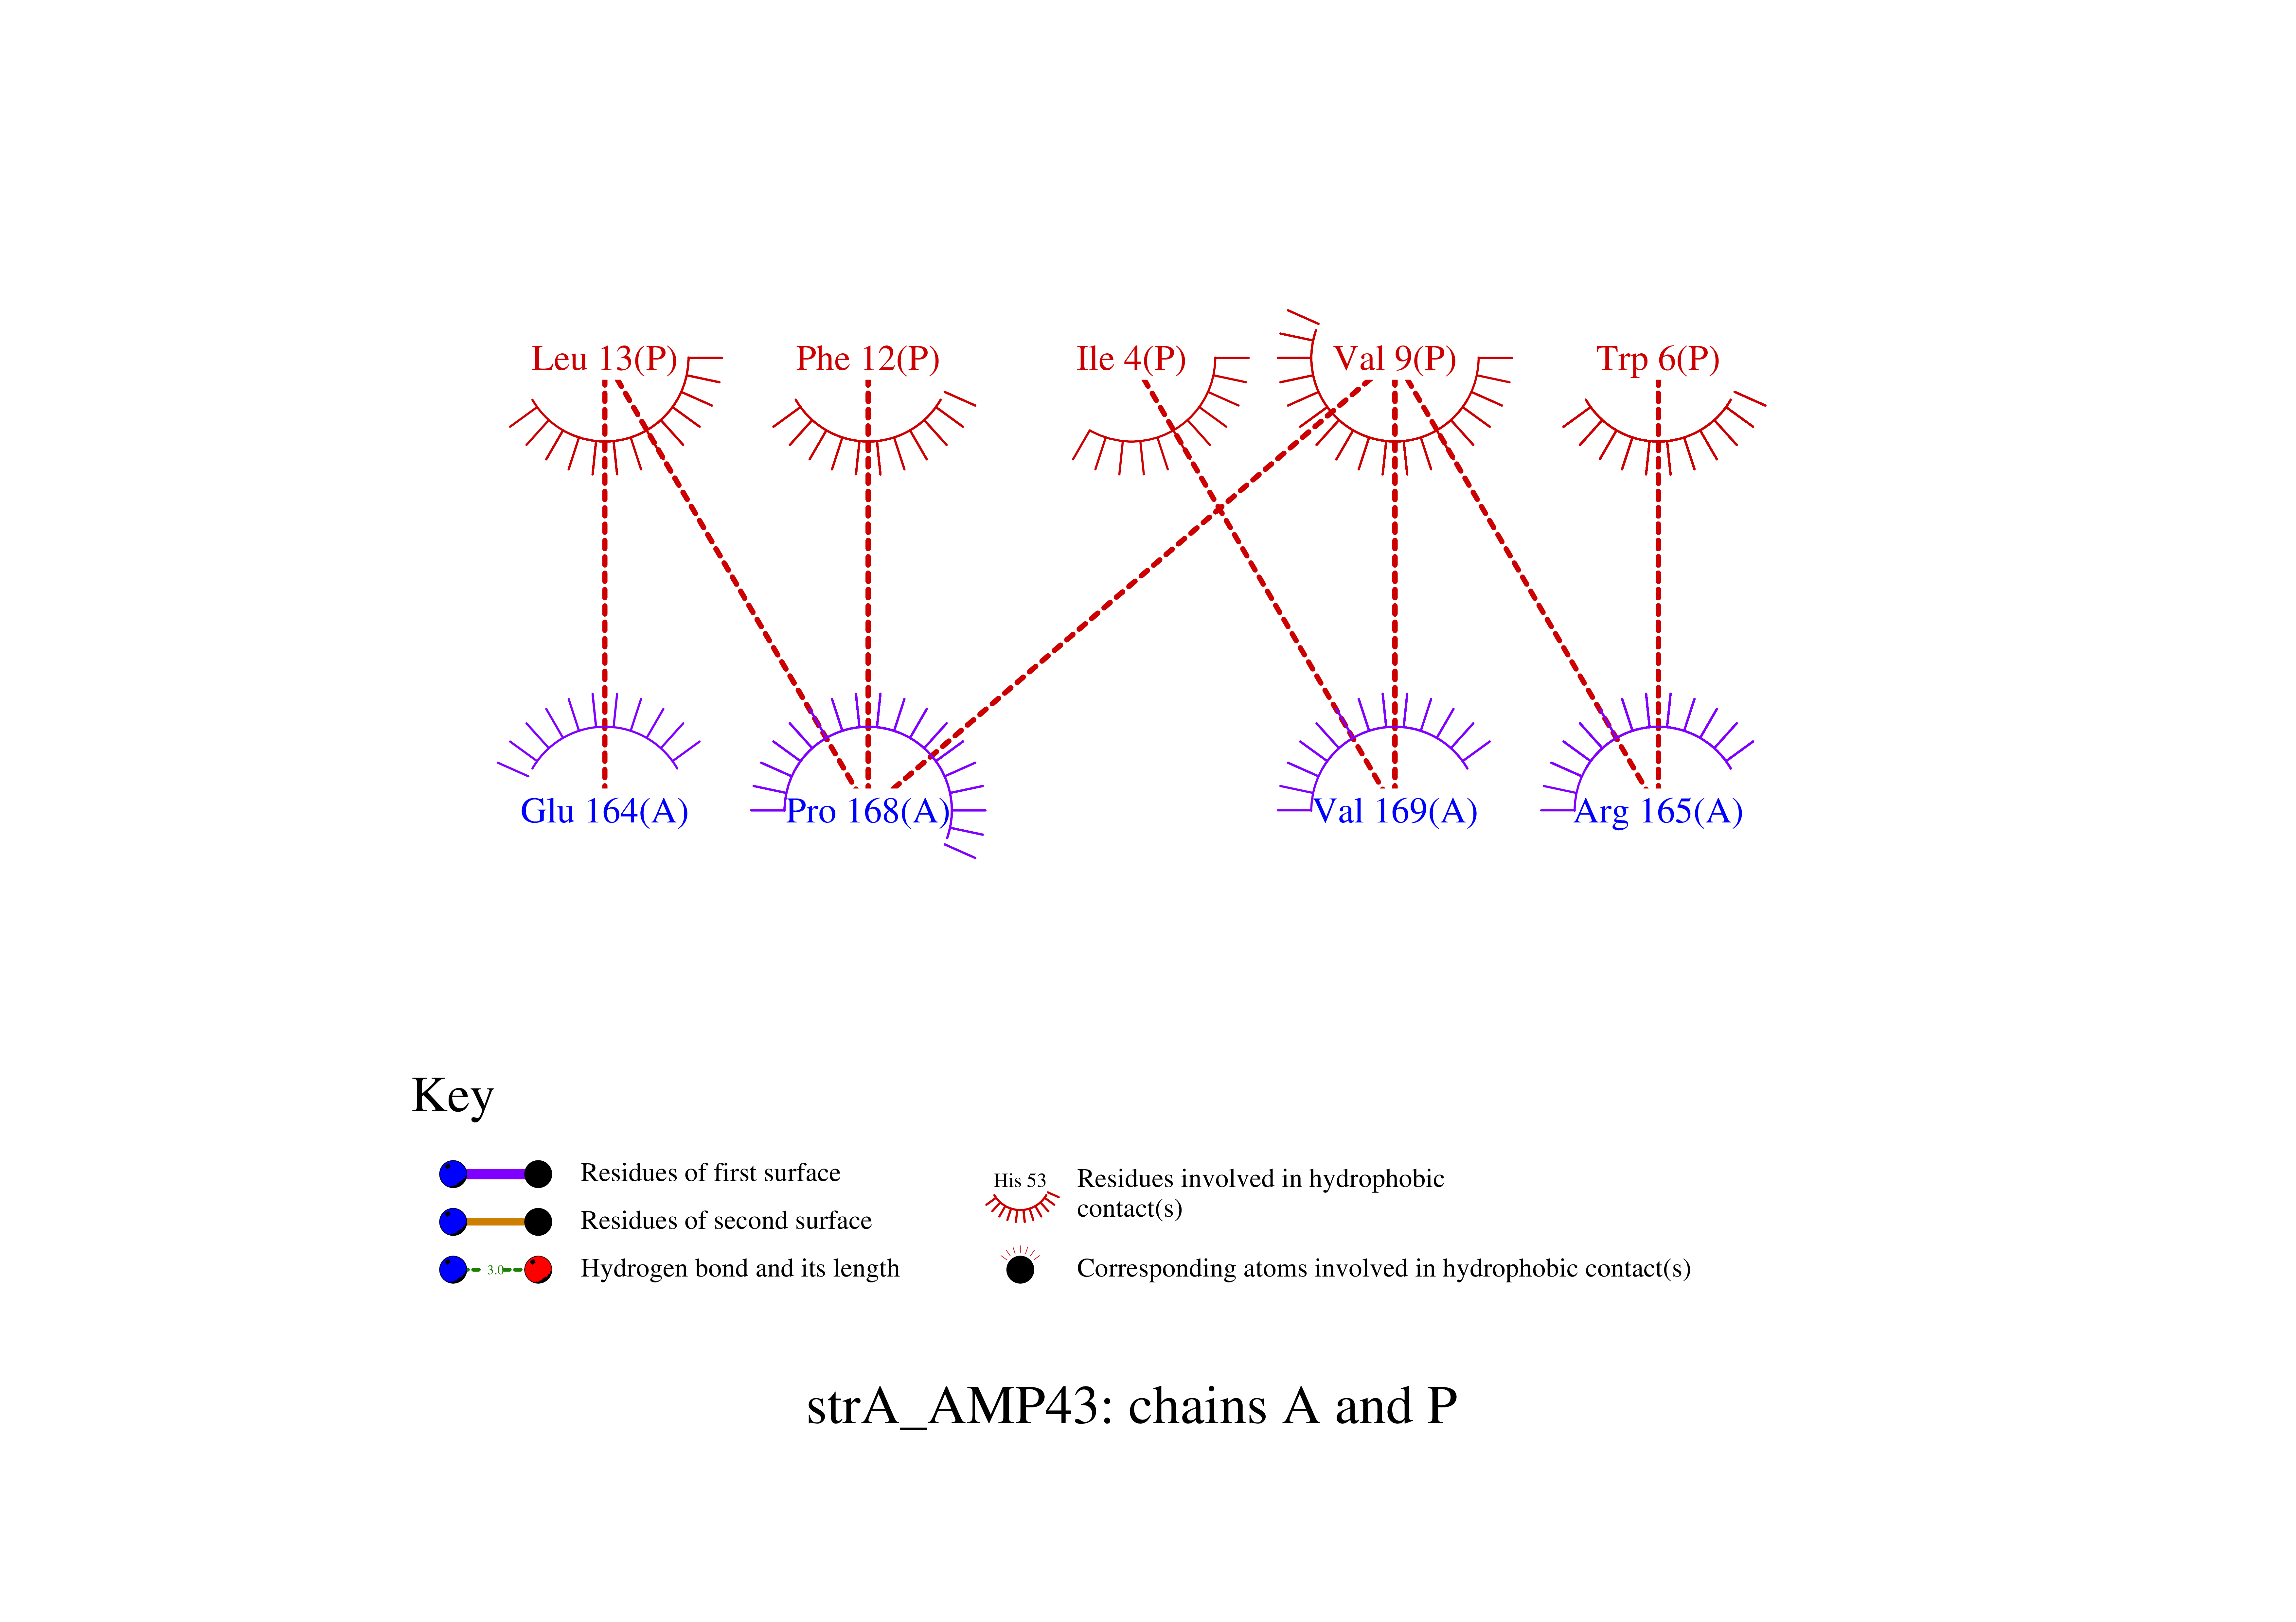 Leu 13(P) Phe 12(P) Ile 4(P) Val 9(P) Trp 6(P)
Glu 164(A) Pro 168(A) Val 169(A) Arg 165(A)
Key
Residues of first surface
Residues of second surface
3.0 Hydrogen bond and its length
His 53 Residues involved in hydrophobic
contact(s)
Corresponding atoms involved in hydrophobic contact(s)
strA_AMP43: chains A and P